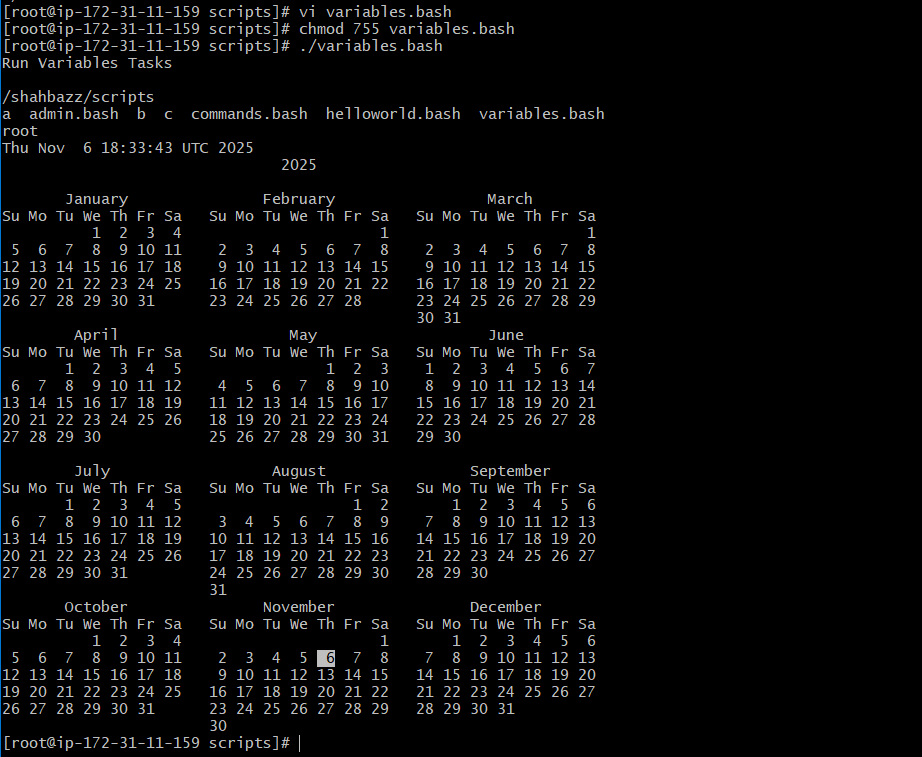 [root@ip-172-31-11-159 scripts]# vi variables.bash
[root@ip-172-31-11-159 scripts]# chmod 755 variables.bash
[root@ip-172-31-11-159 scripts]# ./variables.bash
Run Variables Tasks

/shahbazz/scripts
a  admin.bash  b  c  commands.bash  helloworld.bash  variables.bash
root
Thu Nov  6 18:33:43 UTC 2025
                               2025

       January               February                 March
Su Mo Tu We Th Fr Sa   Su Mo Tu We Th Fr Sa   Su Mo Tu We Th Fr Sa
          1  2  3  4                      1                      1
 5  6  7  8  9 10 11    2  3  4  5  6  7  8    2  3  4  5  6  7  8
12 13 14 15 16 17 18    9 10 11 12 13 14 15    9 10 11 12 13 14 15
19 20 21 22 23 24 25   16 17 18 19 20 21 22   16 17 18 19 20 21 22
26 27 28 29 30 31      23 24 25 26 27 28      23 24 25 26 27 28 29
                                              30 31
        April                   May                   June
Su Mo Tu We Th Fr Sa   Su Mo Tu We Th Fr Sa   Su Mo Tu We Th Fr Sa
       1  2  3  4  5                1  2  3    1  2  3  4  5  6  7
 6  7  8  9 10 11 12    4  5  6  7  8  9 10    8  9 10 11 12 13 14
13 14 15 16 17 18 19   11 12 13 14 15 16 17   15 16 17 18 19 20 21
20 21 22 23 24 25 26   18 19 20 21 22 23 24   22 23 24 25 26 27 28
27 28 29 30            25 26 27 28 29 30 31   29 30

        July                  August                September
Su Mo Tu We Th Fr Sa   Su Mo Tu We Th Fr Sa   Su Mo Tu We Th Fr Sa
       1  2  3  4  5                   1  2       1  2  3  4  5  6
 6  7  8  9 10 11 12    3  4  5  6  7  8  9    7  8  9 10 11 12 13
13 14 15 16 17 18 19   10 11 12 13 14 15 16   14 15 16 17 18 19 20
20 21 22 23 24 25 26   17 18 19 20 21 22 23   21 22 23 24 25 26 27
27 28 29 30 31         24 25 26 27 28 29 30   28 29 30
                       31
       October               November               December
Su Mo Tu We Th Fr Sa   Su Mo Tu We Th Fr Sa   Su Mo Tu We Th Fr Sa
          1  2  3  4                      1       1  2  3  4  5  6
 5  6  7  8  9 10 11    2  3  4  5  6  7  8    7  8  9 10 11 12 13
12 13 14 15 16 17 18    9 10 11 12 13 14 15   14 15 16 17 18 19 20
19 20 21 22 23 24 25   16 17 18 19 20 21 22   21 22 23 24 25 26 27
26 27 28 29 30 31      23 24 25 26 27 28 29   28 29 30 31
                       30
[root@ip-172-31-11-159 scripts]#